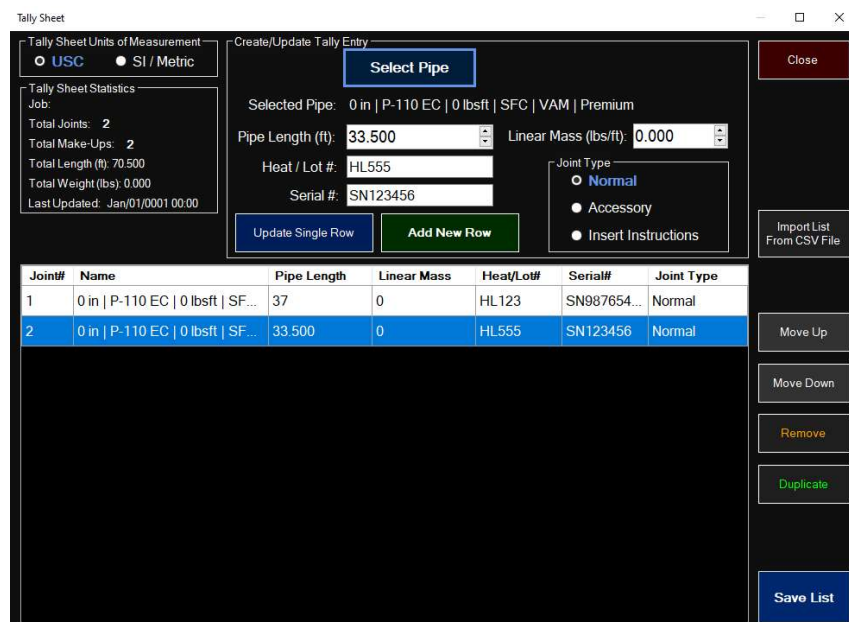 Tally Sheet
Tally Sheet Units of Measurement
USC SI / Metric
Tally Sheet Statistics
Job:
Total Joints: 2
Total Make-Ups: 2
Total Length (ft): 70.500
Total Weight (lbs): 0.000
Last Updated: Jan/01/0001 00:00
Create/Update Tally Entry
Select Pipe
Selected Pipe: 0 in | P-110 EC | 0 lbsft | SFC | VAM | Premium
Pipe Length (ft): 33.500
Linear Mass (lbs/ft): 0.000
Heat / Lot #: HL555
Serial #: SN123456
Joint Type
Normal
Accessory
Insert Instructions
Update Single Row
Add New Row
Close
Import List
From CSV File
Joint# Name Pipe Length Linear Mass Heat/Lot# Serial# Joint Type
1 0 in | P-110 EC | 0 lbsft | SF... 37 0 HL123 SN987654... Normal
2 0 in | P-110 EC | 0 lbsft | SF... 33.500 0 HL555 SN123456 Normal
Move Up
Move Down
Remove
Duplicate
Save List